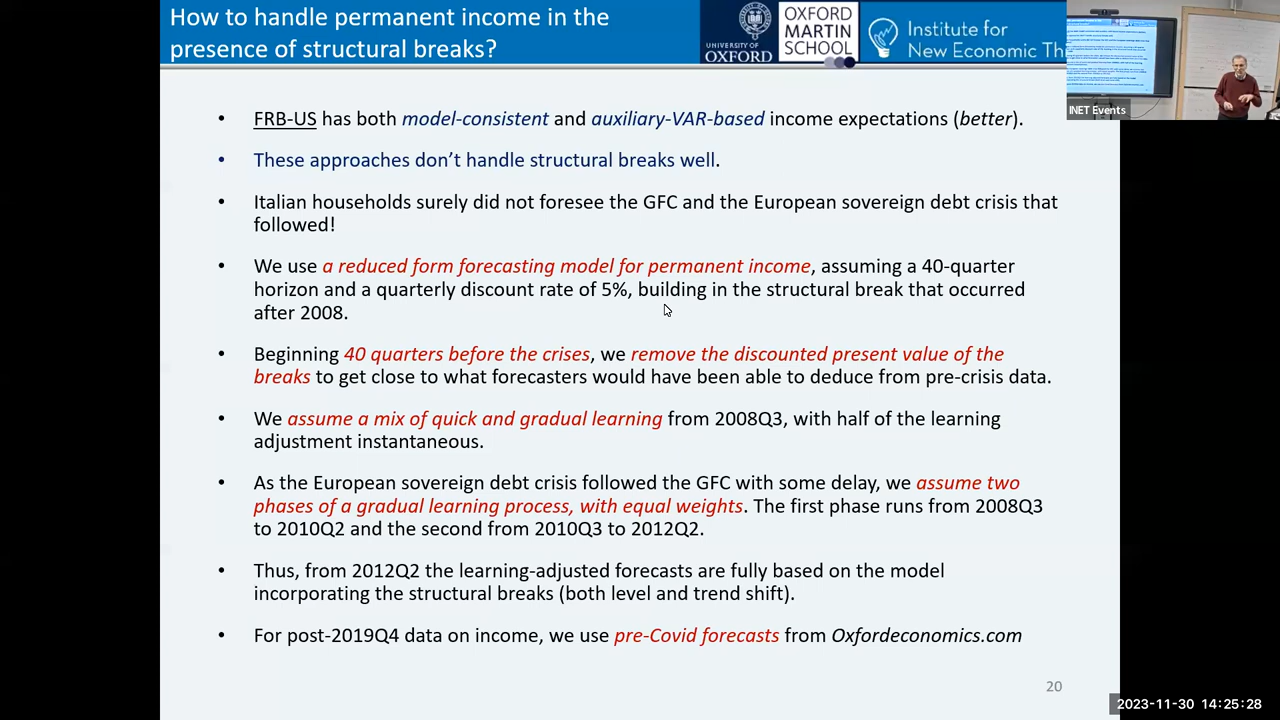 How to handle permanent income in the
presence of structural breaks?
UNIVERSITY OF
OXFORD
OXFORD
MARTIN
SCHOOL
Institute for
New Economic Th
INET Events
• FRB-US has both model-consistent and auxiliary-VAR-based income expectations (better).
• These approaches don’t handle structural breaks well.
• Italian households surely did not foresee the GFC and the European sovereign debt crisis that
followed!
• We use a reduced form forecasting model for permanent income, assuming a 40-quarter
horizon and a quarterly discount rate of 5%, building in the structural break that occurred
after 2008.
• Beginning 40 quarters before the crises, we remove the discounted present value of the
breaks to get close to what forecasters would have been able to deduce from pre-crisis data.
• We assume a mix of quick and gradual learning from 2008Q3, with half of the learning
adjustment instantaneous.
• As the European sovereign debt crisis followed the GFC with some delay, we assume two
phases of a gradual learning process, with equal weights. The first phase runs from 2008Q3
to 2010Q2 and the second from 2010Q3 to 2012Q2.
• Thus, from 2012Q2 the learning-adjusted forecasts are fully based on the model
incorporating the structural breaks (both level and trend shift).
• For post-2019Q4 data on income, we use pre-Covid forecasts from Oxfordeconomics.com
20
2023-11-30 14:25:28